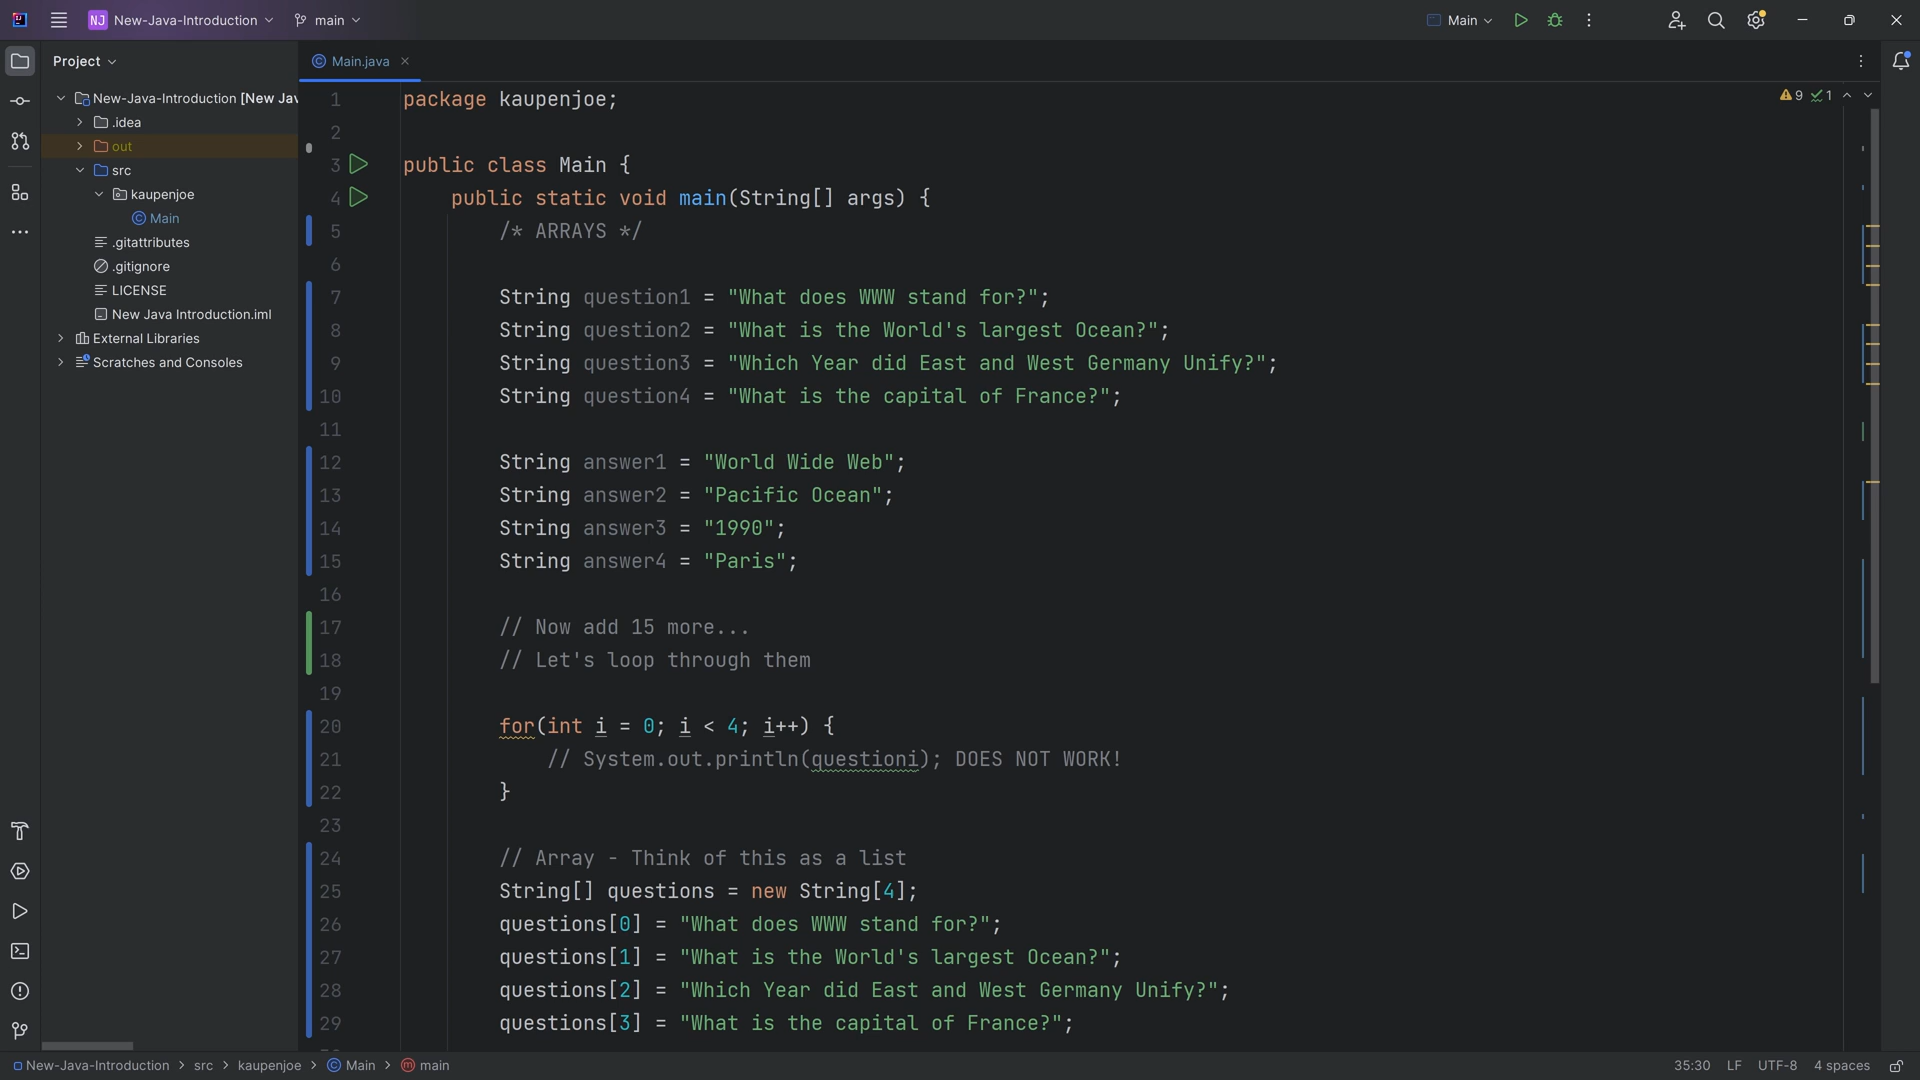 NJ New-Java-Introduction main Main
Project
Main.java
New-Java-Introduction [New Jav
.idea
out
src
kaupenjoe
Main
.gitattributes
.gitignore
LICENSE
New Java Introduction.iml
External Libraries
Scratches and Consoles
9 1
1 package kaupenjoe;
2
3 public class Main {
4 public static void main(String[] args) {
5 /* ARRAYS */
6
7 String question1 = "What does WWW stand for?";
8 String question2 = "What is the World's largest Ocean?";
9 String question3 = "Which Year did East and West Germany Unify?";
10 String question4 = "What is the capital of France?";
11
12 String answer1 = "World Wide Web";
13 String answer2 = "Pacific Ocean";
14 String answer3 = "1990";
15 String answer4 = "Paris";
16
17 // Now add 15 more...
18 // Let's loop through them
19
20 for(int i = 0; i < 4; i++) {
21 // System.out.println(questioni); DOES NOT WORK!
22 }
23
24 // Array - Think of this as a list
25 String[] questions = new String[4];
26 questions[0] = "What does WWW stand for?";
27 questions[1] = "What is the World's largest Ocean?";
28 questions[2] = "Which Year did East and West Germany Unify?";
29 questions[3] = "What is the capital of France?";
New-Java-Introduction > src > kaupenjoe > Main > main
35:30 LF UTF-8 4 spaces